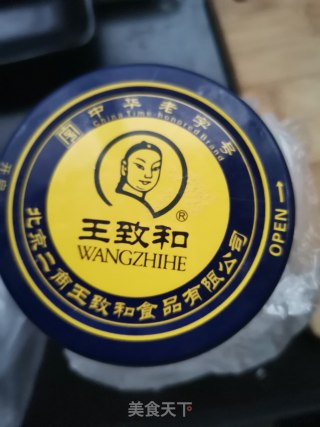 中华老字号
China Time-honored Brand
®
王致和
WANGZHIHE
OPEN →
北京二商王致和食品有限公司
美食天下